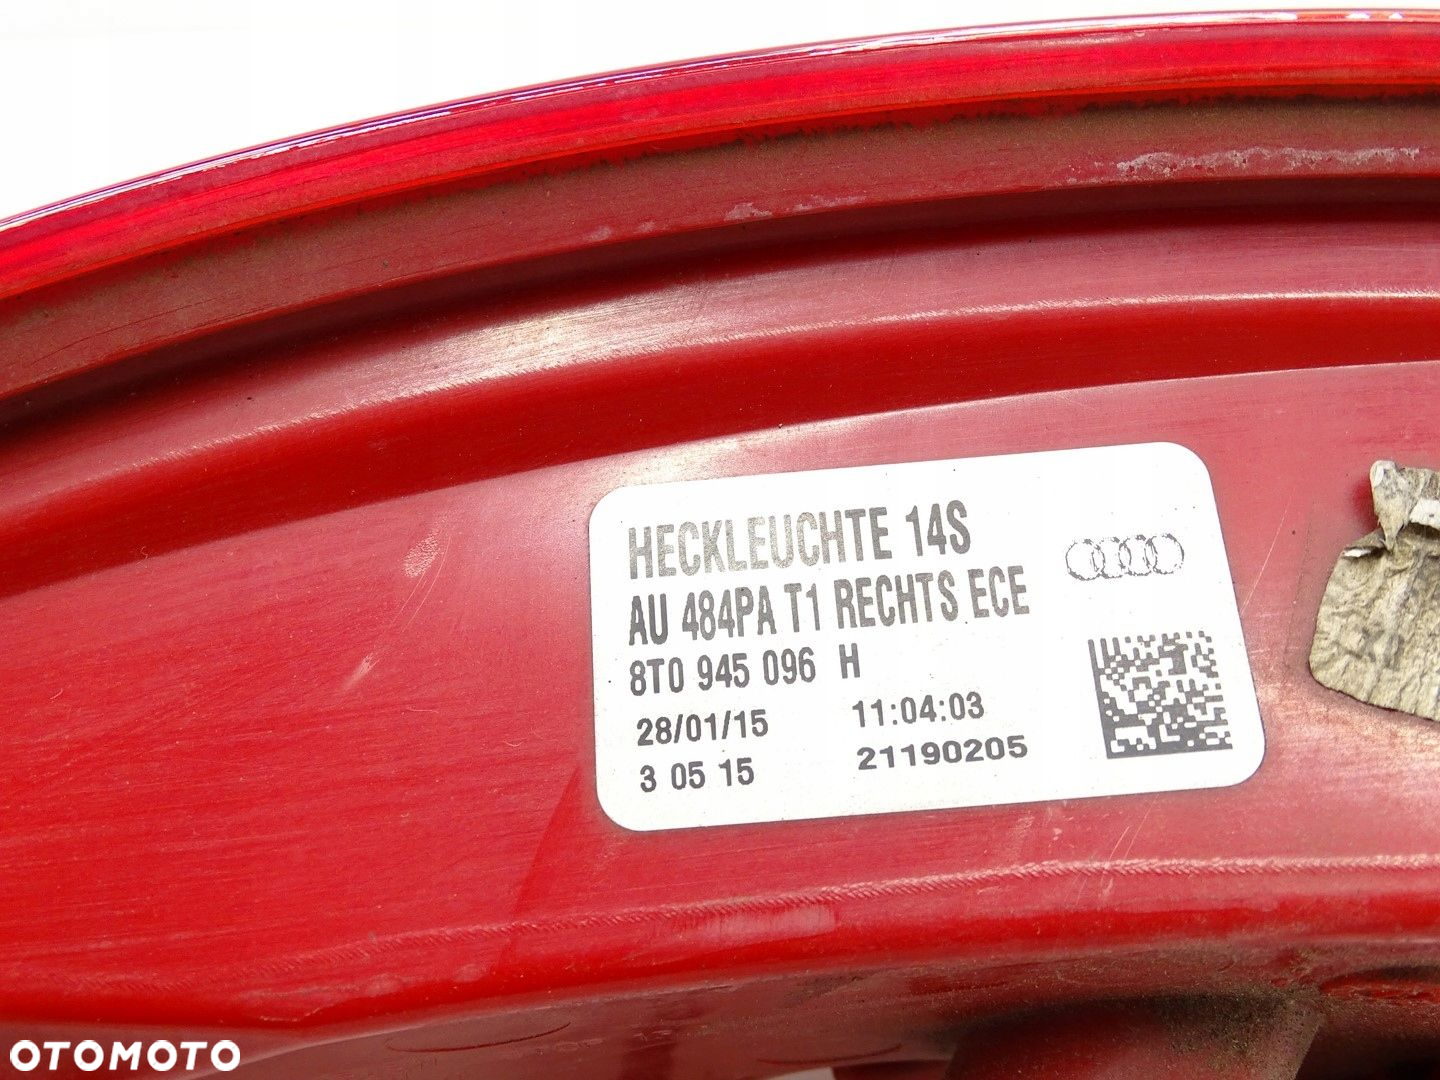 HECKLEUCHTE 14S
AU 484PA T1 RECHTS ECE
8T0 945 096 H
28/01/15 11:04:03
3 05 15 21190205
OTOMOTO